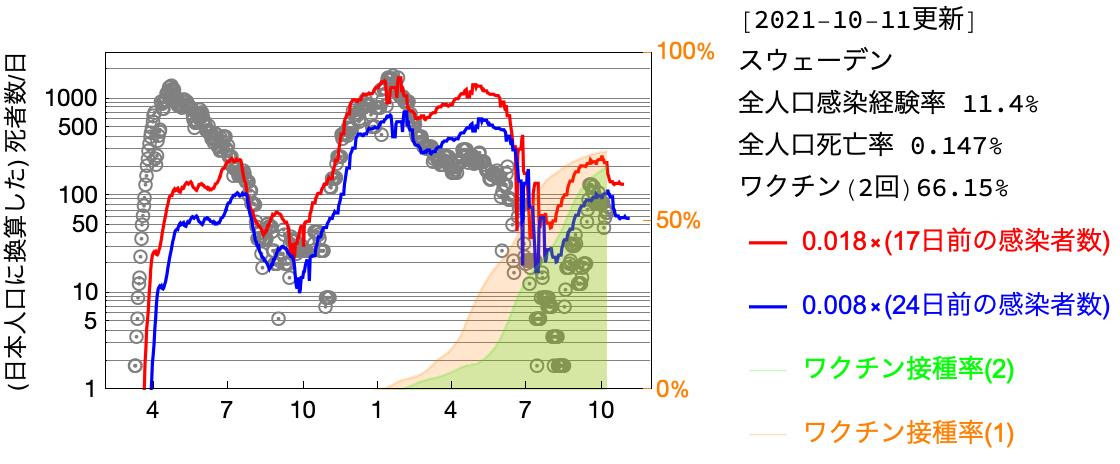 [2021-10-11更新]
スウェーデン
全人口感染経験率 11.4%
全人口死亡率 0.147%
ワクチン(2回)66.15%
0.018×(17日前の感染者数)
0.008×(24日前の感染者数)
ワクチン接種率(2)
ワクチン接種率(1)
(日本人口に換算した) 死者数/日
1000
500
100
50
10
5
1
4 7 10 1 4 7 10
100%
50%
0%